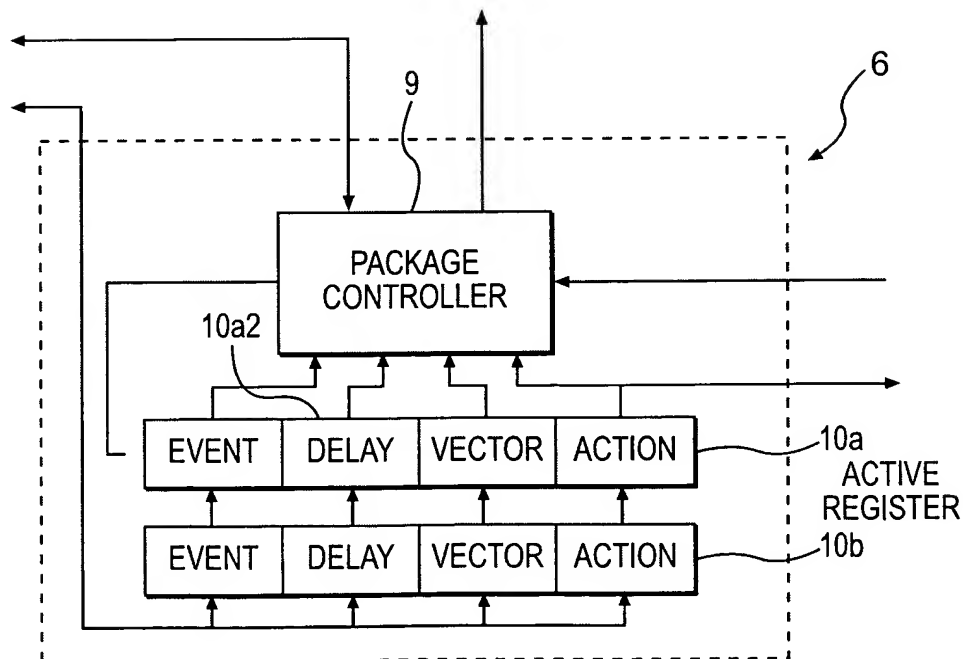 6
9
PACKAGE
CONTROLLER
10a2
EVENT DELAY VECTOR ACTION
10a
ACTIVE
REGISTER
EVENT DELAY VECTOR ACTION
10b